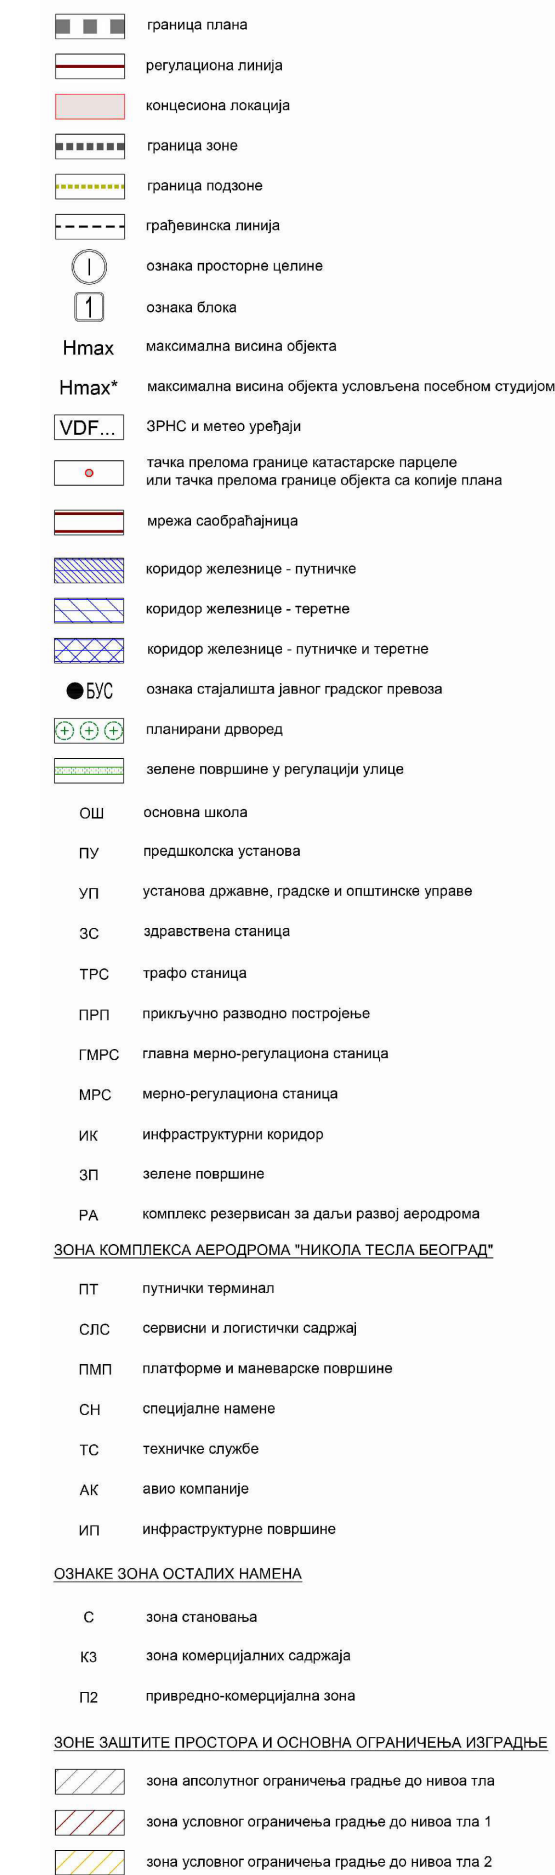 граница плана
регулациона линија
концесиона локација
граница зоне
граница подзоне
грађевинска линија
I ознака просторне целине
1 ознака блока
Hmax максимална висина објекта
Hmax* максимална висина објекта условљена посебном студијом
VDF... ЗРНС и метео уређаји
тачка прелома границе катастарске парцеле
или тачка прелома границе објекта са копије плана
мрежа саобраћајница
коридор железнице - путничке
коридор железнице - теретне
коридор железнице - путничке и теретне
БУС ознака стајалишта јавног градског превоза
планирани дрворед
зелене површине у регулацији улице
ОШ основна школа
ПУ предшколска установа
УП установа државне, градске и општинске управе
ЗС здравствена станица
ТРС трафо станица
ПРП прикључно разводно постројење
ГМРС главна мерно-регулациона станица
МРС мерно-регулациона станица
ИК инфраструктурни коридор
ЗП зелене површине
РА комплекс резервисан за даљи развој аеродрома
ЗОНА КОМПЛЕКСА АЕРОДРОМА "НИКОЛА ТЕСЛА БЕОГРАД"
ПТ путнички терминал
СЛС сервисни и логистички садржај
ПМП платформе и маневарске површине
СН специјалне намене
ТС техничке службе
АК авио компаније
ИП инфраструктурне површине
ОЗНАКЕ ЗОНА ОСТАЛИХ НАМЕНА
С зона становања
К3 зона комерцијалних садржаја
П2 привредно-комерцијална зона
ЗОНЕ ЗАШТИТЕ ПРОСТОРА И ОСНОВНА ОГРАНИЧЕЊА ИЗГРАДЊЕ
зона апсолутног ограничења градње до нивоа тла
зона условног ограничења градње до нивоа тла 1
зона условног ограничења градње до нивоа тла 2